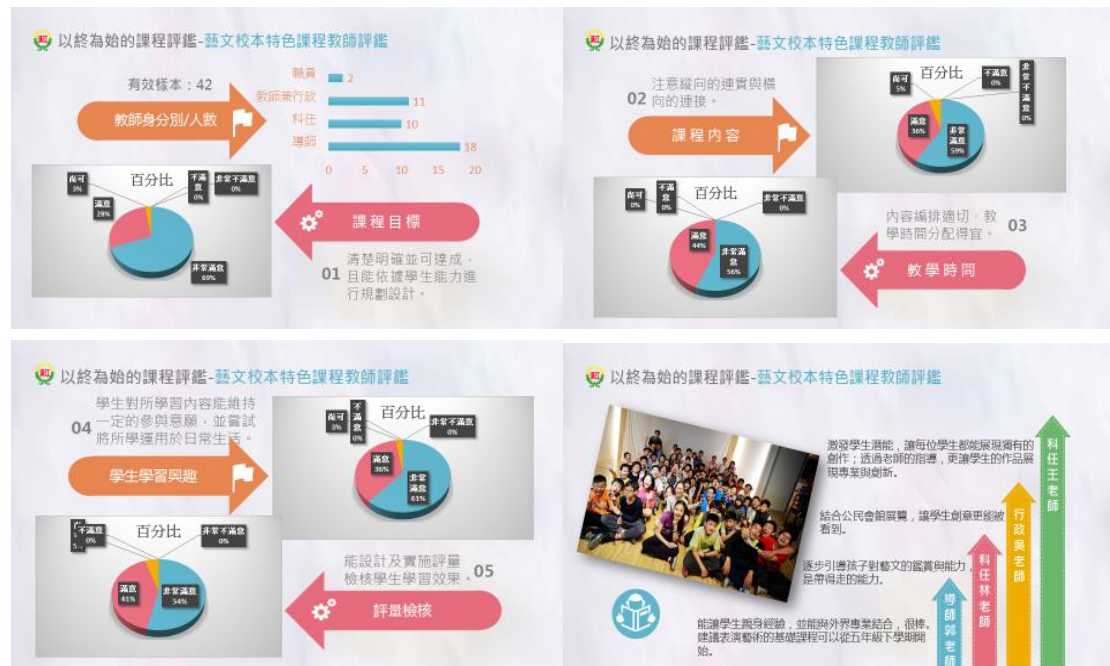 以終為始的課程評鑑-藝文校本特色課程教師評鑑
有效樣本：42
教師身分別/人數
職員
2
教師兼行政
11
科任
10
導師
18
0 5 10 15 20
百分比
尚可
3%
不滿
意
0%
非常不滿意
0%
滿意
28%
非常滿意
69%
課程目標
01
清楚明確並可達成，
且能依據學生能力進
行規劃設計。
以終為始的課程評鑑-藝文校本特色課程教師評鑑
02
注意縱向的連貫與橫
向的連接。
課程內容
百分比
尚可
5%
不滿意
0%
非
常
不
滿
意
0%
滿意
36%
非常
滿意
59%
百分比
尚可
0%
不滿
意
0%
非常不滿意
0%
滿意
44%
非常滿
意
56%
內容編排適切，教
學時間分配得宜。
03
教學時間
以終為始的課程評鑑-藝文校本特色課程教師評鑑
04
學生對所學習內容能維持
一定的參與意願，並嘗試
將所學運用於日常生活。
學生學習興趣
百分比
尚可
3%
不
滿
意
0%
非常不滿意
0%
滿意
36%
非常
滿意
61%
百分比
不滿意
0%
非常不滿意
0%
滿意
41%
非常滿意
54%
能設計及實施評量
檢核學生學習效果。
05
評量檢核
以終為始的課程評鑑-藝文校本特色課程教師評鑑
激發學生潛能，讓每位學生都能展現獨有的
創作；透過老師的指導，更讓學生的作品展
現專業與創新。
科任王老師
結合公民會館展覽，讓學生創意更能被
看到。
行政吳老師
逐步引導孩子對藝文的鑑賞與能力，
是帶得走的能力。
科任林老師
能讓學生親身經驗，並能與外界專業結合，很棒。
建議表演藝術的基礎課程可以從五年級下學期開
始。
導師郭老師